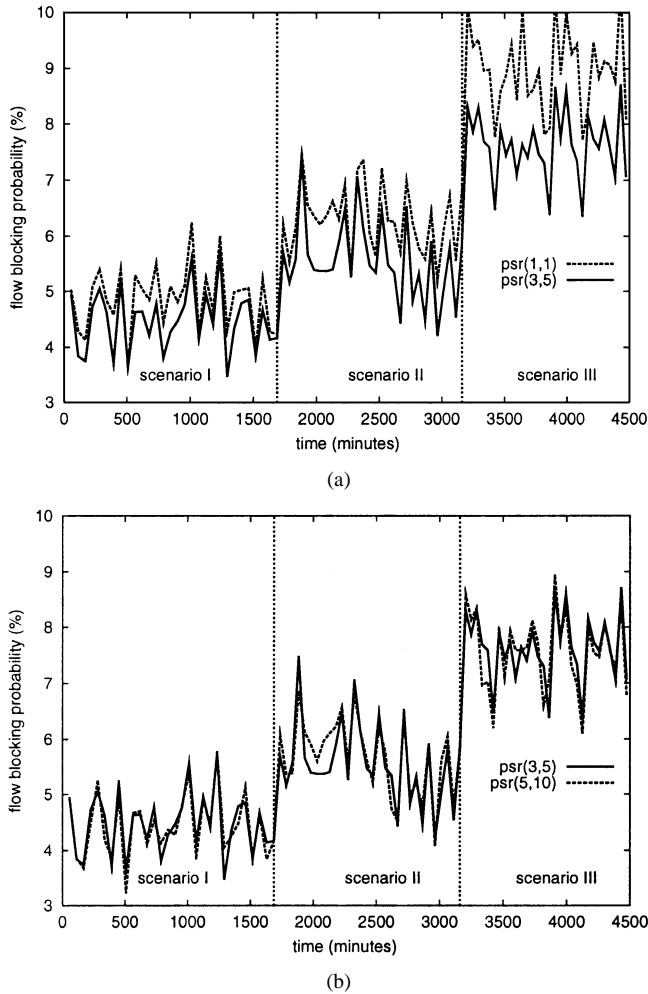 10
9
8
7
6
5
4
3
flow blocking probability (%)
psr(1,1)
psr(3,5)
scenario I
scenario II
scenario III
0 500 1000 1500 2000 2500 3000 3500 4000 4500
time (minutes)
(a)
10
9
8
7
6
5
4
3
flow blocking probability (%)
psr(3,5)
psr(5,10)
scenario I
scenario II
scenario III
0 500 1000 1500 2000 2500 3000 3500 4000 4500
time (minutes)
(b)